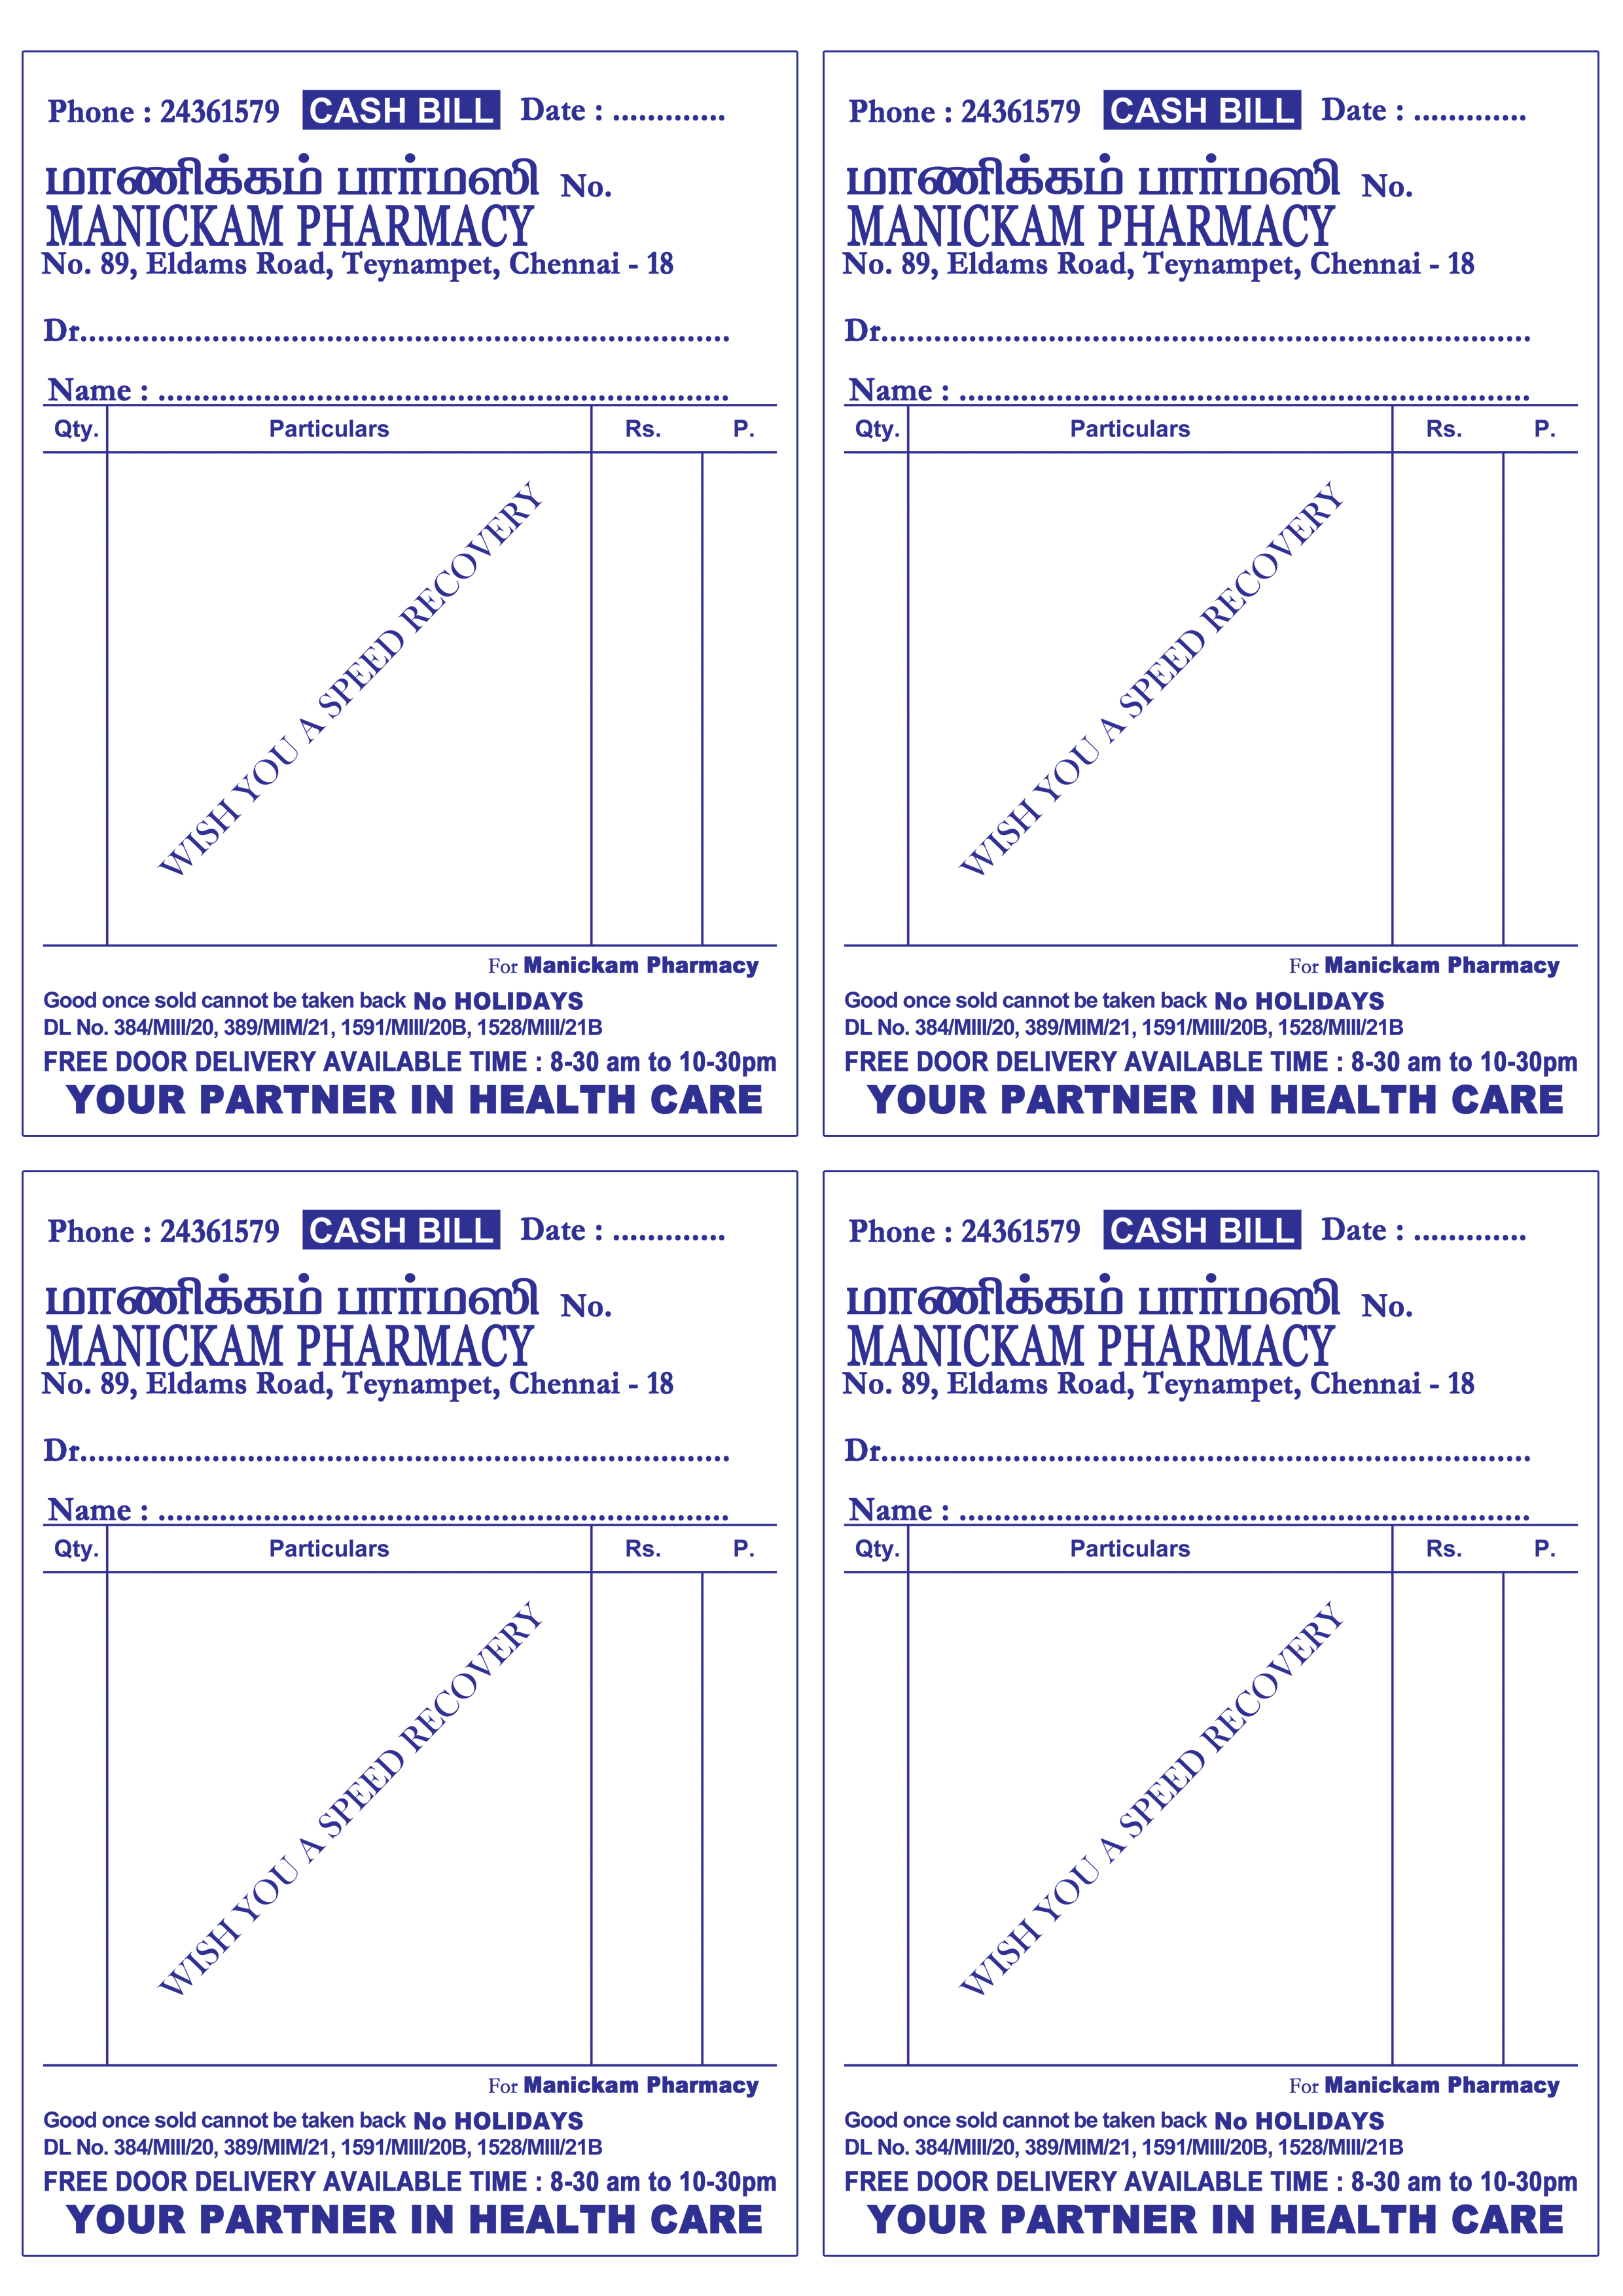 Phone : 24361579 CASH BILL Date : .............
மாணிக்கம் பார்மஸி No.
MANICKAM PHARMACY
No. 89, Eldams Road, Teynampet, Chennai - 18
Dr..........................................................................
Name : .................................................................
Qty. Particulars Rs. P.
WISH YOU A SPEED RECOVERY
For Manickam Pharmacy
Good once sold cannot be taken back No HOLIDAYS
DL No. 384/MIII/20, 389/MIM/21, 1591/MIII/20B, 1528/MIII/21B
FREE DOOR DELIVERY AVAILABLE TIME : 8-30 am to 10-30pm
YOUR PARTNER IN HEALTH CARE
Phone : 24361579 CASH BILL Date : .............
மாணிக்கம் பார்மஸி No.
MANICKAM PHARMACY
No. 89, Eldams Road, Teynampet, Chennai - 18
Dr..........................................................................
Name : .................................................................
Qty. Particulars Rs. P.
WISH YOU A SPEED RECOVERY
For Manickam Pharmacy
Good once sold cannot be taken back No HOLIDAYS
DL No. 384/MIII/20, 389/MIM/21, 1591/MIII/20B, 1528/MIII/21B
FREE DOOR DELIVERY AVAILABLE TIME : 8-30 am to 10-30pm
YOUR PARTNER IN HEALTH CARE
Phone : 24361579 CASH BILL Date : .............
மாணிக்கம் பார்மஸி No.
MANICKAM PHARMACY
No. 89, Eldams Road, Teynampet, Chennai - 18
Dr..........................................................................
Name : .................................................................
Qty. Particulars Rs. P.
WISH YOU A SPEED RECOVERY
For Manickam Pharmacy
Good once sold cannot be taken back No HOLIDAYS
DL No. 384/MIII/20, 389/MIM/21, 1591/MIII/20B, 1528/MIII/21B
FREE DOOR DELIVERY AVAILABLE TIME : 8-30 am to 10-30pm
YOUR PARTNER IN HEALTH CARE
Phone : 24361579 CASH BILL Date : .............
மாணிக்கம் பார்மஸி No.
MANICKAM PHARMACY
No. 89, Eldams Road, Teynampet, Chennai - 18
Dr..........................................................................
Name : .................................................................
Qty. Particulars Rs. P.
WISH YOU A SPEED RECOVERY
For Manickam Pharmacy
Good once sold cannot be taken back No HOLIDAYS
DL No. 384/MIII/20, 389/MIM/21, 1591/MIII/20B, 1528/MIII/21B
FREE DOOR DELIVERY AVAILABLE TIME : 8-30 am to 10-30pm
YOUR PARTNER IN HEALTH CARE